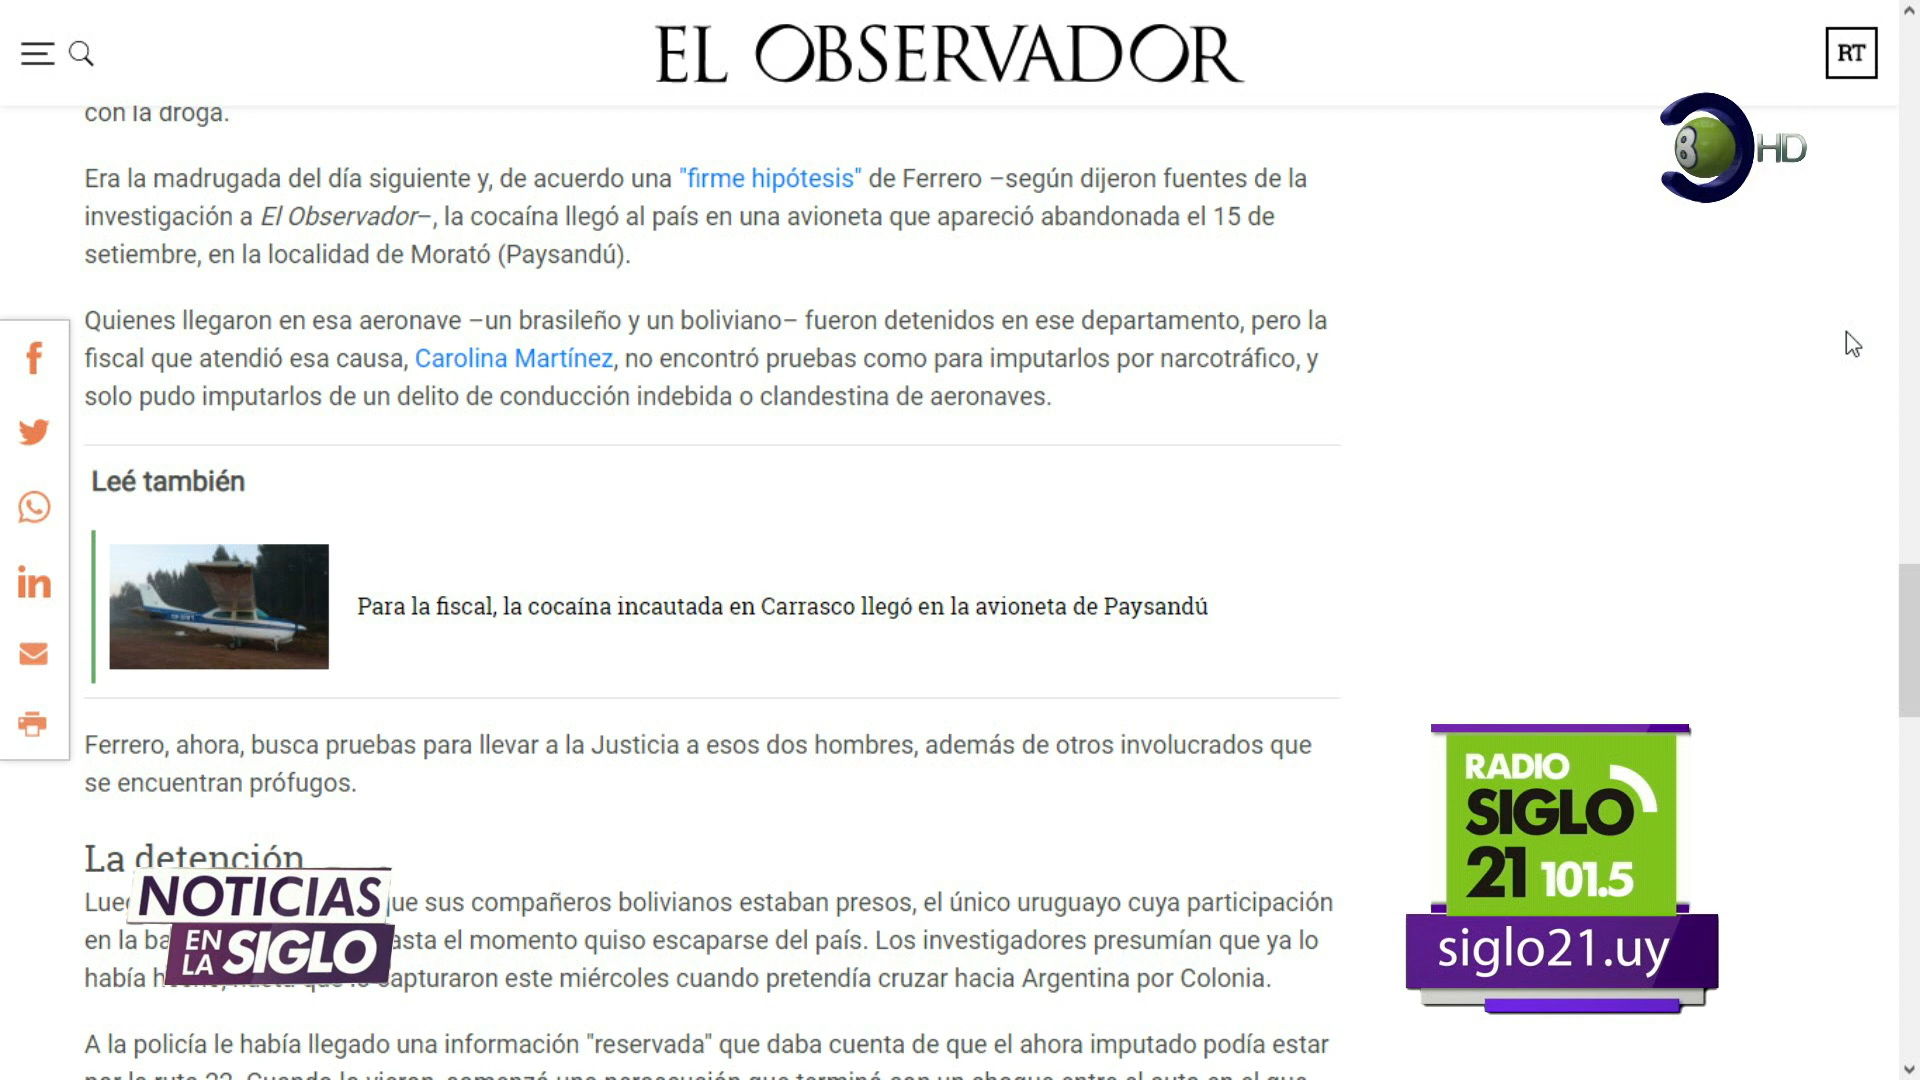 EL OBSERVADOR
RT
con la droga.
8 HD
Era la madrugada del día siguiente y, de acuerdo una "firme hipótesis" de Ferrero –según dijeron fuentes de la
investigación a El Observador–, la cocaína llegó al país en una avioneta que apareció abandonada el 15 de
setiembre, en la localidad de Morató (Paysandú).
Quienes llegaron en esa aeronave –un brasileño y un boliviano– fueron detenidos en ese departamento, pero la
fiscal que atendió esa causa, Carolina Martínez, no encontró pruebas como para imputarlos por narcotráfico, y
solo pudo imputarlos de un delito de conducción indebida o clandestina de aeronaves.
Leé también
Para la fiscal, la cocaína incautada en Carrasco llegó en la avioneta de Paysandú
Ferrero, ahora, busca pruebas para llevar a la Justicia a esos dos hombres, además de otros involucrados que
se encuentran prófugos.
La detención
que sus compañeros bolivianos estaban presos, el único uruguayo cuya participación
en la hasta el momento quiso escaparse del país. Los investigadores presumían que ya lo
había capturaron este miércoles cuando pretendía cruzar hacia Argentina por Colonia.
A la policía le había llegado una información "reservada" que daba cuenta de que el ahora imputado podía estar
NOTICIAS
EN LA SIGLO
RADIO
SIGLO
21 101.5
siglo21.uy